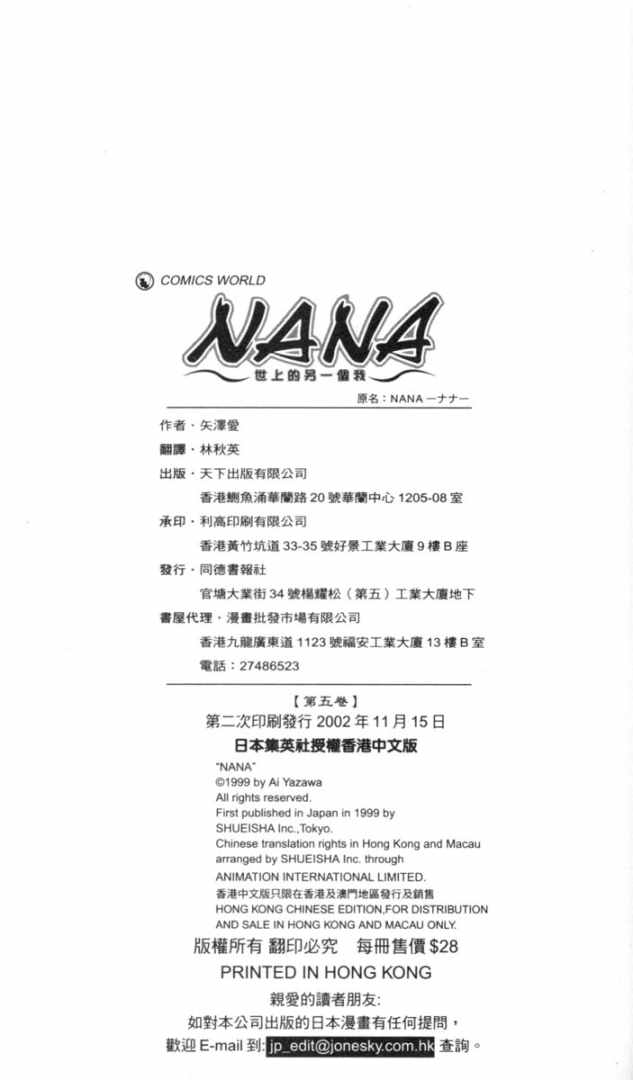 COMICS WORLD
NANA
世上的另一個我
原名：NANA －ナナ－
作者・矢澤愛
翻譯・林秋英
出版・天下出版有限公司
香港鰂魚涌華蘭路 20 號華蘭中心 1205-08 室
承印・利高印刷有限公司
香港黃竹坑道 33-35 號好景工業大廈 9 樓 B 座
發行・同德書報社
官塘大業街 34 號楊耀松（第五）工業大廈地下
書屋代理・漫畫批發市場有限公司
香港九龍廣東道 1123 號福安工業大廈 13 樓 B 室
電話：27486523
【第五卷】
第二次印刷發行 2002 年 11 月 15 日
日本集英社授權香港中文版
“NANA”
©1999 by Ai Yazawa
All rights reserved.
First published in Japan in 1999 by
SHUEISHA Inc.,Tokyo.
Chinese translation rights in Hong Kong and Macau
arranged by SHUEISHA Inc. through
ANIMATION INTERNATIONAL LIMITED.
香港中文版只限在香港及澳門地區發行及銷售
HONG KONG CHINESE EDITION,FOR DISTRIBUTION
AND SALE IN HONG KONG AND MACAU ONLY.
版權所有 翻印必究 每冊售價 $28
PRINTED IN HONG KONG
親愛的讀者朋友:
如對本公司出版的日本漫畫有任何提問，
歡迎 E-mail 到: jp_edit@jonesky.com.hk 查詢。